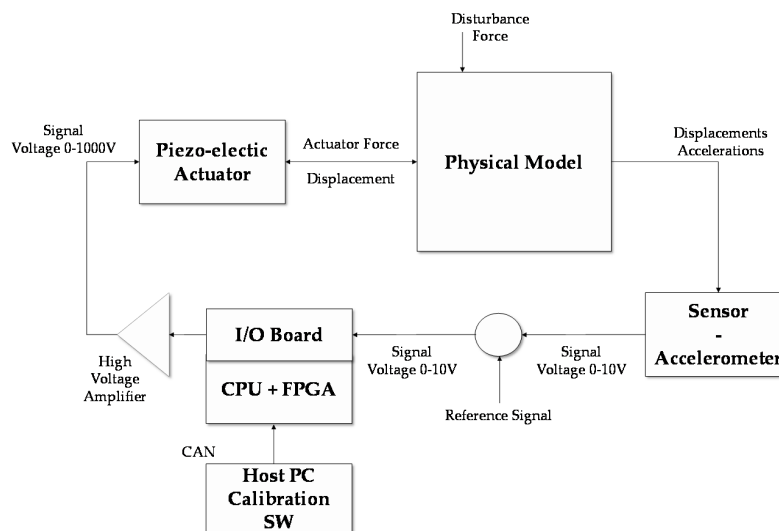 Disturbance
Force
Signal
Voltage 0-1000V
Piezo-electic
Actuator
Actuator Force
Displacement
Physical Model
Displacements
Accelerations
High
Voltage
Amplifier
I/O Board
CPU + FPGA
Signal
Voltage 0-10V
Signal
Voltage 0-10V
Sensor
-
Accelerometer
Reference Signal
CAN
Host PC
Calibration
SW